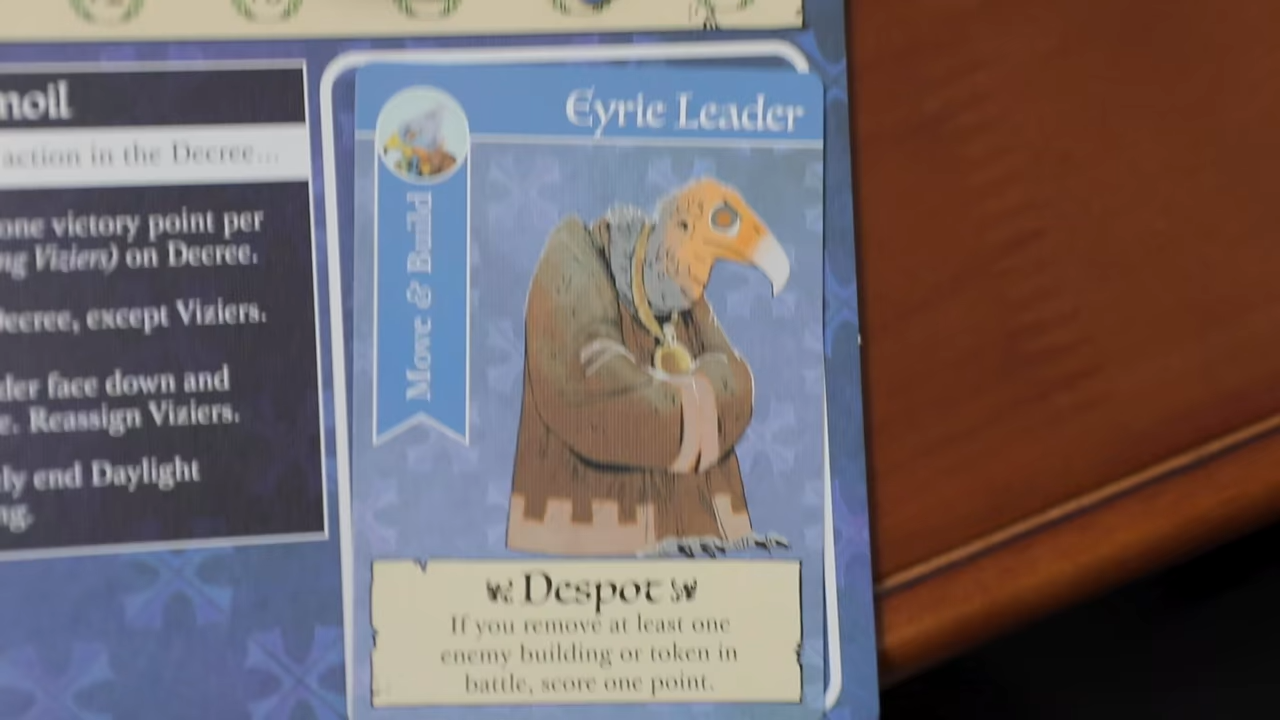 moil
action in the Decree...
one victory point per
ng Viziers) on Decree.
Decree, except Viziers.
der face down and
e. Reassign Viziers.
ly end Daylight
ng.
Eyrie Leader
Move & Build
Despot
If you remove at least one
enemy building or token in
battle, score one point.